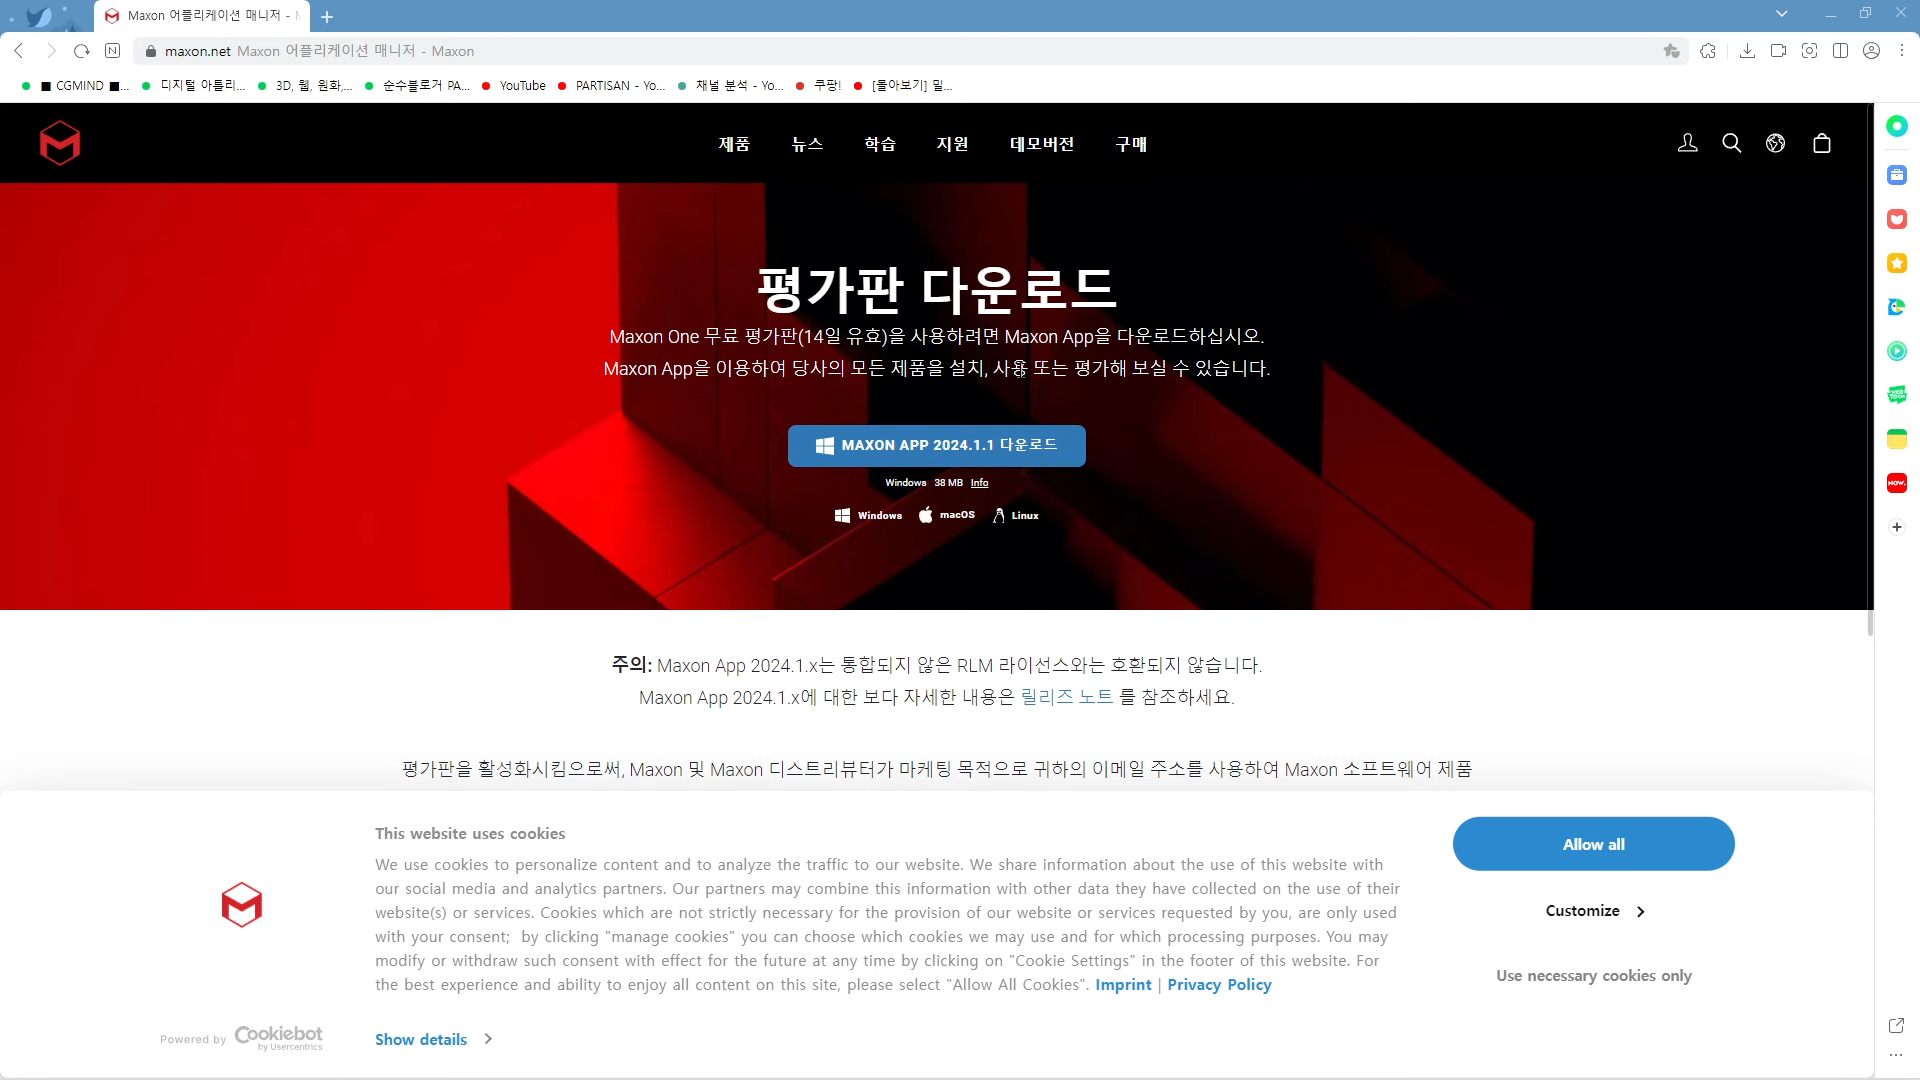 Maxon 어플리케이션 매니저 -
maxon.net Maxon 어플리케이션 매니저 - Maxon
■ CGMIND ■... 디지털 아틀리... 3D, 웹, 원화,... 순수블로거 PA... YouTube PARTISAN - Yo... 채널 분석 - Yo... 쿠팡! [몰아보기] 밀...
제품 뉴스 학습 지원 데모버전 구매
평가판 다운로드
Maxon One 무료 평가판(14일 유효)을 사용하려면 Maxon App을 다운로드하십시오.
Maxon App을 이용하여 당사의 모든 제품을 설치, 사용 또는 평가해 보실 수 있습니다.
MAXON APP 2024.1.1 다운로드
Windows 38 MB Info
Windows macOS Linux
NOW.
주의: Maxon App 2024.1.x는 통합되지 않은 RLM 라이선스와는 호환되지 않습니다.
Maxon App 2024.1.x에 대한 보다 자세한 내용은 릴리즈 노트 를 참조하세요.
평가판을 활성화시킴으로써, Maxon 및 Maxon 디스트리뷰터가 마케팅 목적으로 귀하의 이메일 주소를 사용하여 Maxon 소프트웨어 제품
This website uses cookies
We use cookies to personalize content and to analyze the traffic to our website. We share information about the use of this website with
our social media and analytics partners. Our partners may combine this information with other data they have collected on the use of their
website(s) or services. Cookies which are not strictly necessary for the provision of our website or services requested by you, are only used
with your consent; by clicking "manage cookies" you can choose which cookies we may use and for which processing purposes. You may
modify or withdraw such consent with effect for the future at any time by clicking on "Cookie Settings" in the footer of this website. For
the best experience and ability to enjoy all content on this site, please select "Allow All Cookies". Imprint | Privacy Policy
Show details
Powered by Cookiebot
by Usercentrics
Allow all
Customize
Use necessary cookies only